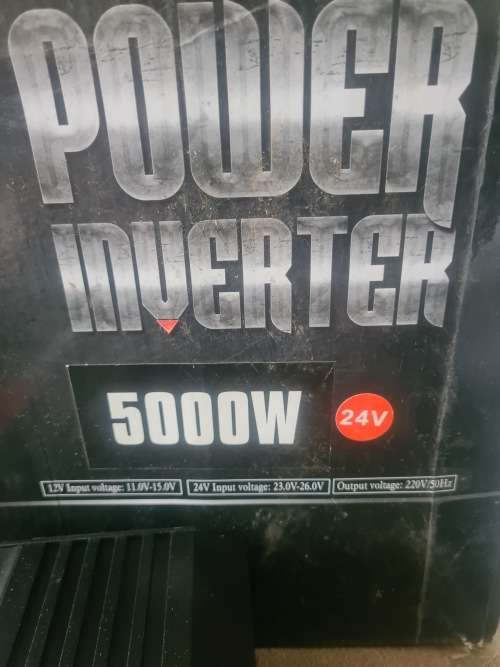 POWER
INVERTER
5000W
24V
12V Input voltage: 11.0V-15.0V
24V Input voltage: 23.0V-26.0V
Output voltage: 220V/50Hz